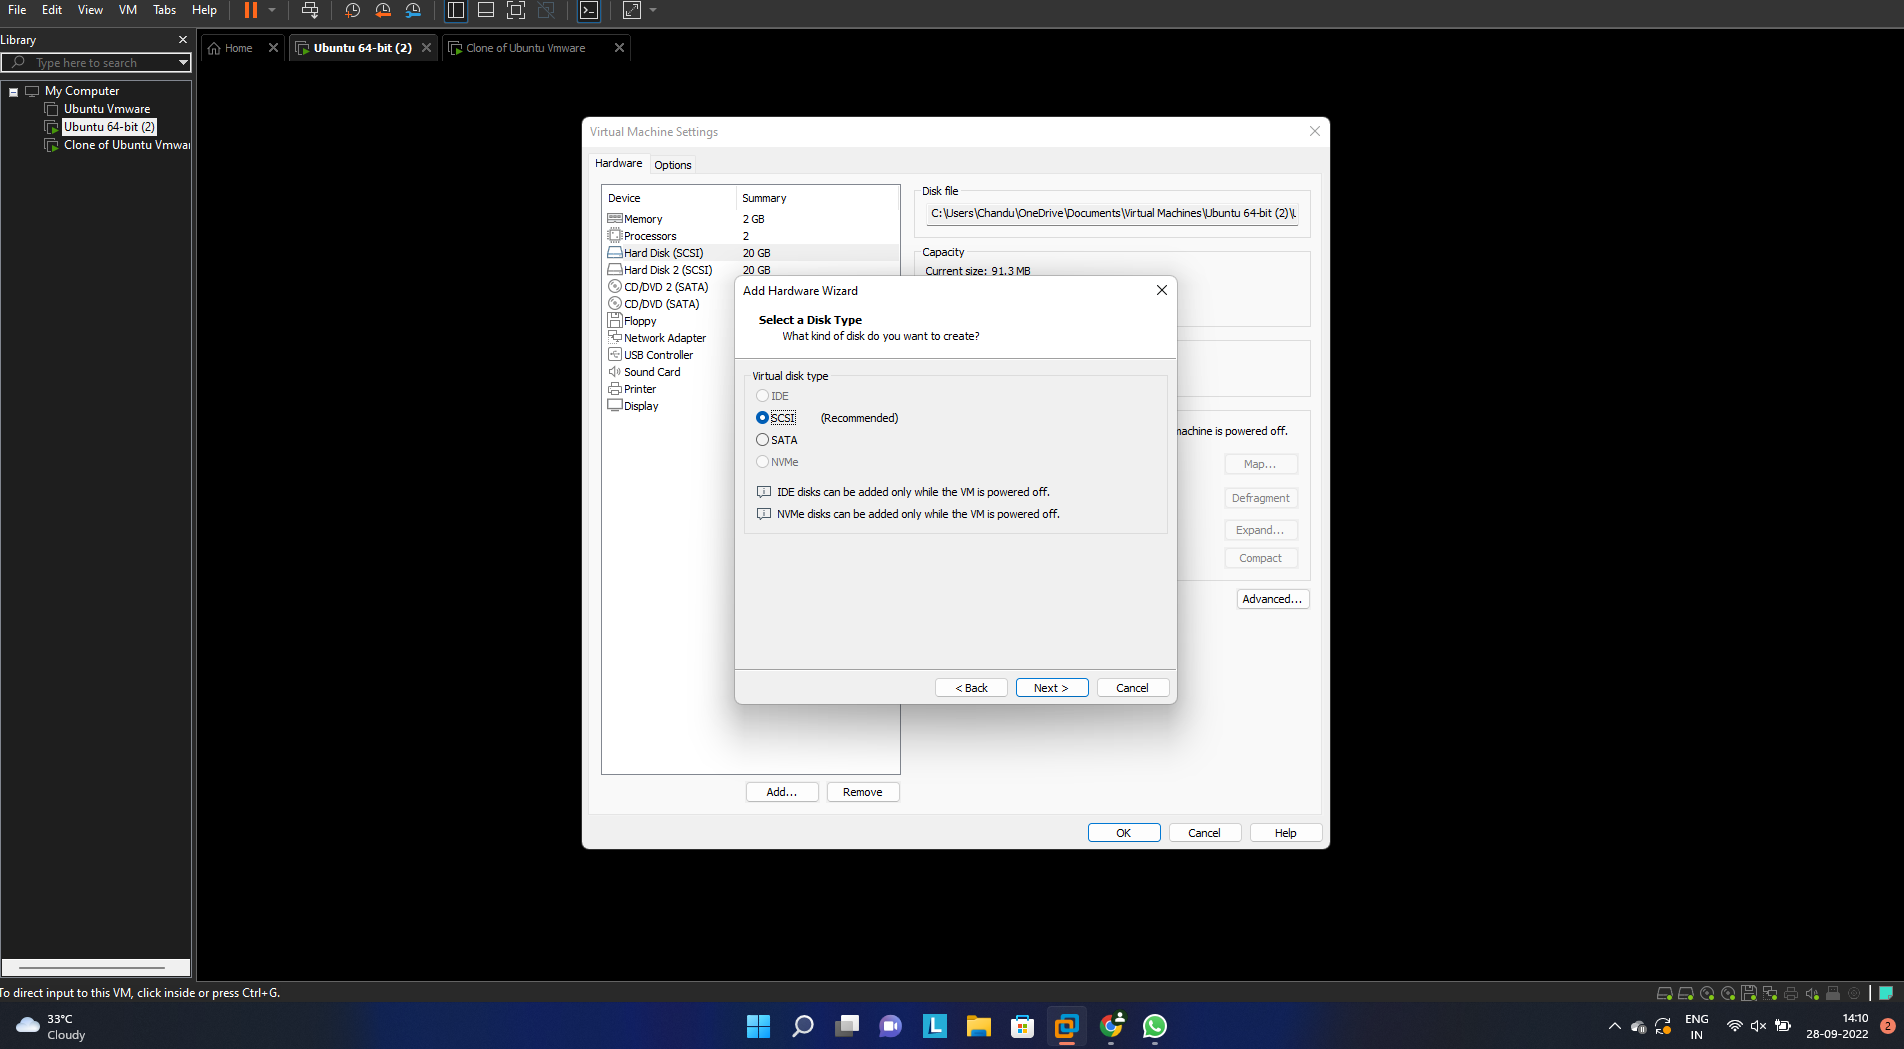 File Edit View VM Tabs Help
Library
Type here to search
My Computer
Ubuntu Vmware
Ubuntu 64-bit (2)
Clone of Ubuntu Vmwar
Home
Ubuntu 64-bit (2)
Clone of Ubuntu Vmware
Virtual Machine Settings
Hardware Options
Device Summary
Memory 2 GB
Processors 2
Hard Disk (SCSI) 20 GB
Hard Disk 2 (SCSI) 20 GB
CD/DVD 2 (SATA)
CD/DVD (SATA)
Floppy
Network Adapter
USB Controller
Sound Card
Printer
Display
Add... Remove
Disk file
C:\Users\Chandu\OneDrive\Documents\Virtual Machines\Ubuntu 64-bit (2)\
Capacity
Current size: 91.3 MB
machine is powered off.
Map...
Defragment
Expand...
Compact
Advanced...
OK Cancel Help
Add Hardware Wizard
Select a Disk Type
What kind of disk do you want to create?
Virtual disk type
IDE
SCSI (Recommended)
SATA
NVMe
IDE disks can be added only while the VM is powered off.
NVMe disks can be added only while the VM is powered off.
< Back Next > Cancel
To direct input to this VM, click inside or press Ctrl+G.
33°C
Cloudy
L
ENG
IN
14:10
28-09-2022
2